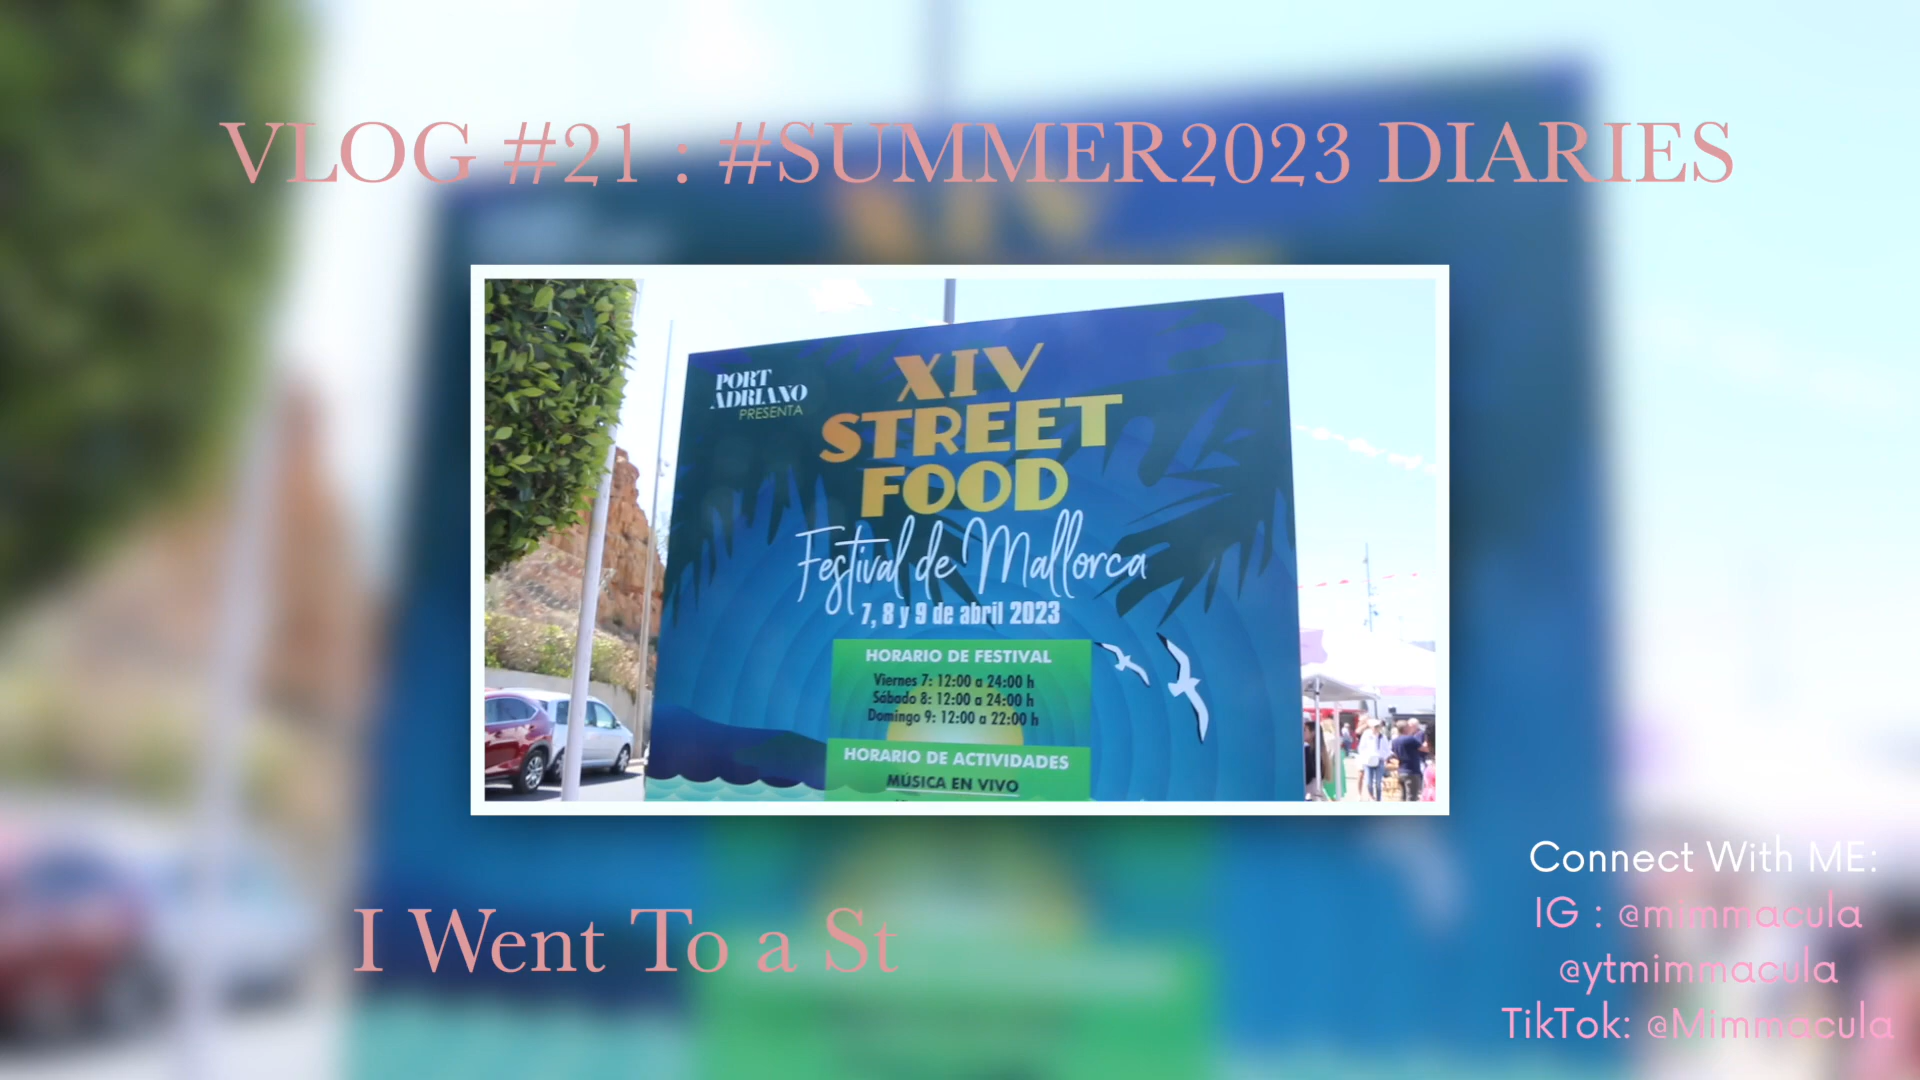 VLOG #21 : #SUMMER2023 DIARIES
PORT
ADRIANO
PRESENTA
XIV
STREET
FOOD
Festival de Mallorca
7, 8 y 9 de abril 2023
HORARIO DE FESTIVAL
Viernes 7: 12:00 a 24:00 h
Sábado 8: 12:00 a 24:00 h
Domingo 9: 12:00 a 22:00 h
HORARIO DE ACTIVIDADES
MÚSICA EN VIVO
I Went To a St
Connect With ME:
IG : @mimmacula
@ytmimmacula
TikTok: @Mimmacula